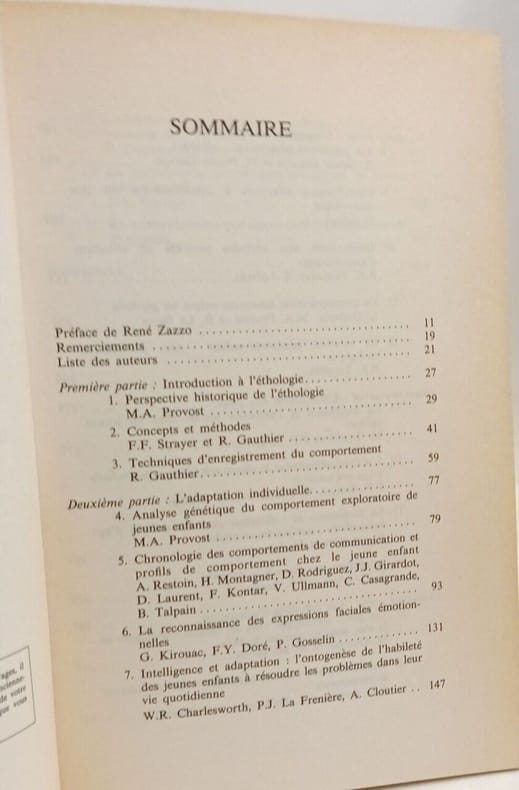 SOMMAIRE
Préface de René Zazzo .................................. 11
Remerciements .......................................... 19
Liste des auteurs ...................................... 21
Première partie : Introduction à l'éthologie.................. 27
1. Perspective historique de l'éthologie
M.A. Provost .................................. 29
2. Concepts et méthodes
F.F. Strayer et R. Gauthier .................... 41
3. Techniques d'enregistrement du comportement
R. Gauthier.................................... 59
Deuxième partie : L'adaptation individuelle................. 77
4. Analyse génétique du comportement exploratoire de
jeunes enfants
M.A. Provost .................................. 79
5. Chronologie des comportements de communication et
profils de comportement chez le jeune enfant
A. Restoin, H. Montagner, D. Rodriguez, J.J. Girardot,
D. Laurent, F. Kontar, V. Ullmann, C. Casagrande,
B. Talpain .................................... 93
6. La reconnaissance des expressions faciales émotion-
nelles
G. Kirouac, F.Y. Doré, P. Gosselin ............. 131
7. Intelligence et adaptation : l'ontogenèse de l'habileté
des jeunes enfants à résoudre les problèmes dans leur
vie quotidienne
W.R. Charlesworth, P.J. La Frenière, A. Cloutier .. 147
il
de votre
vous